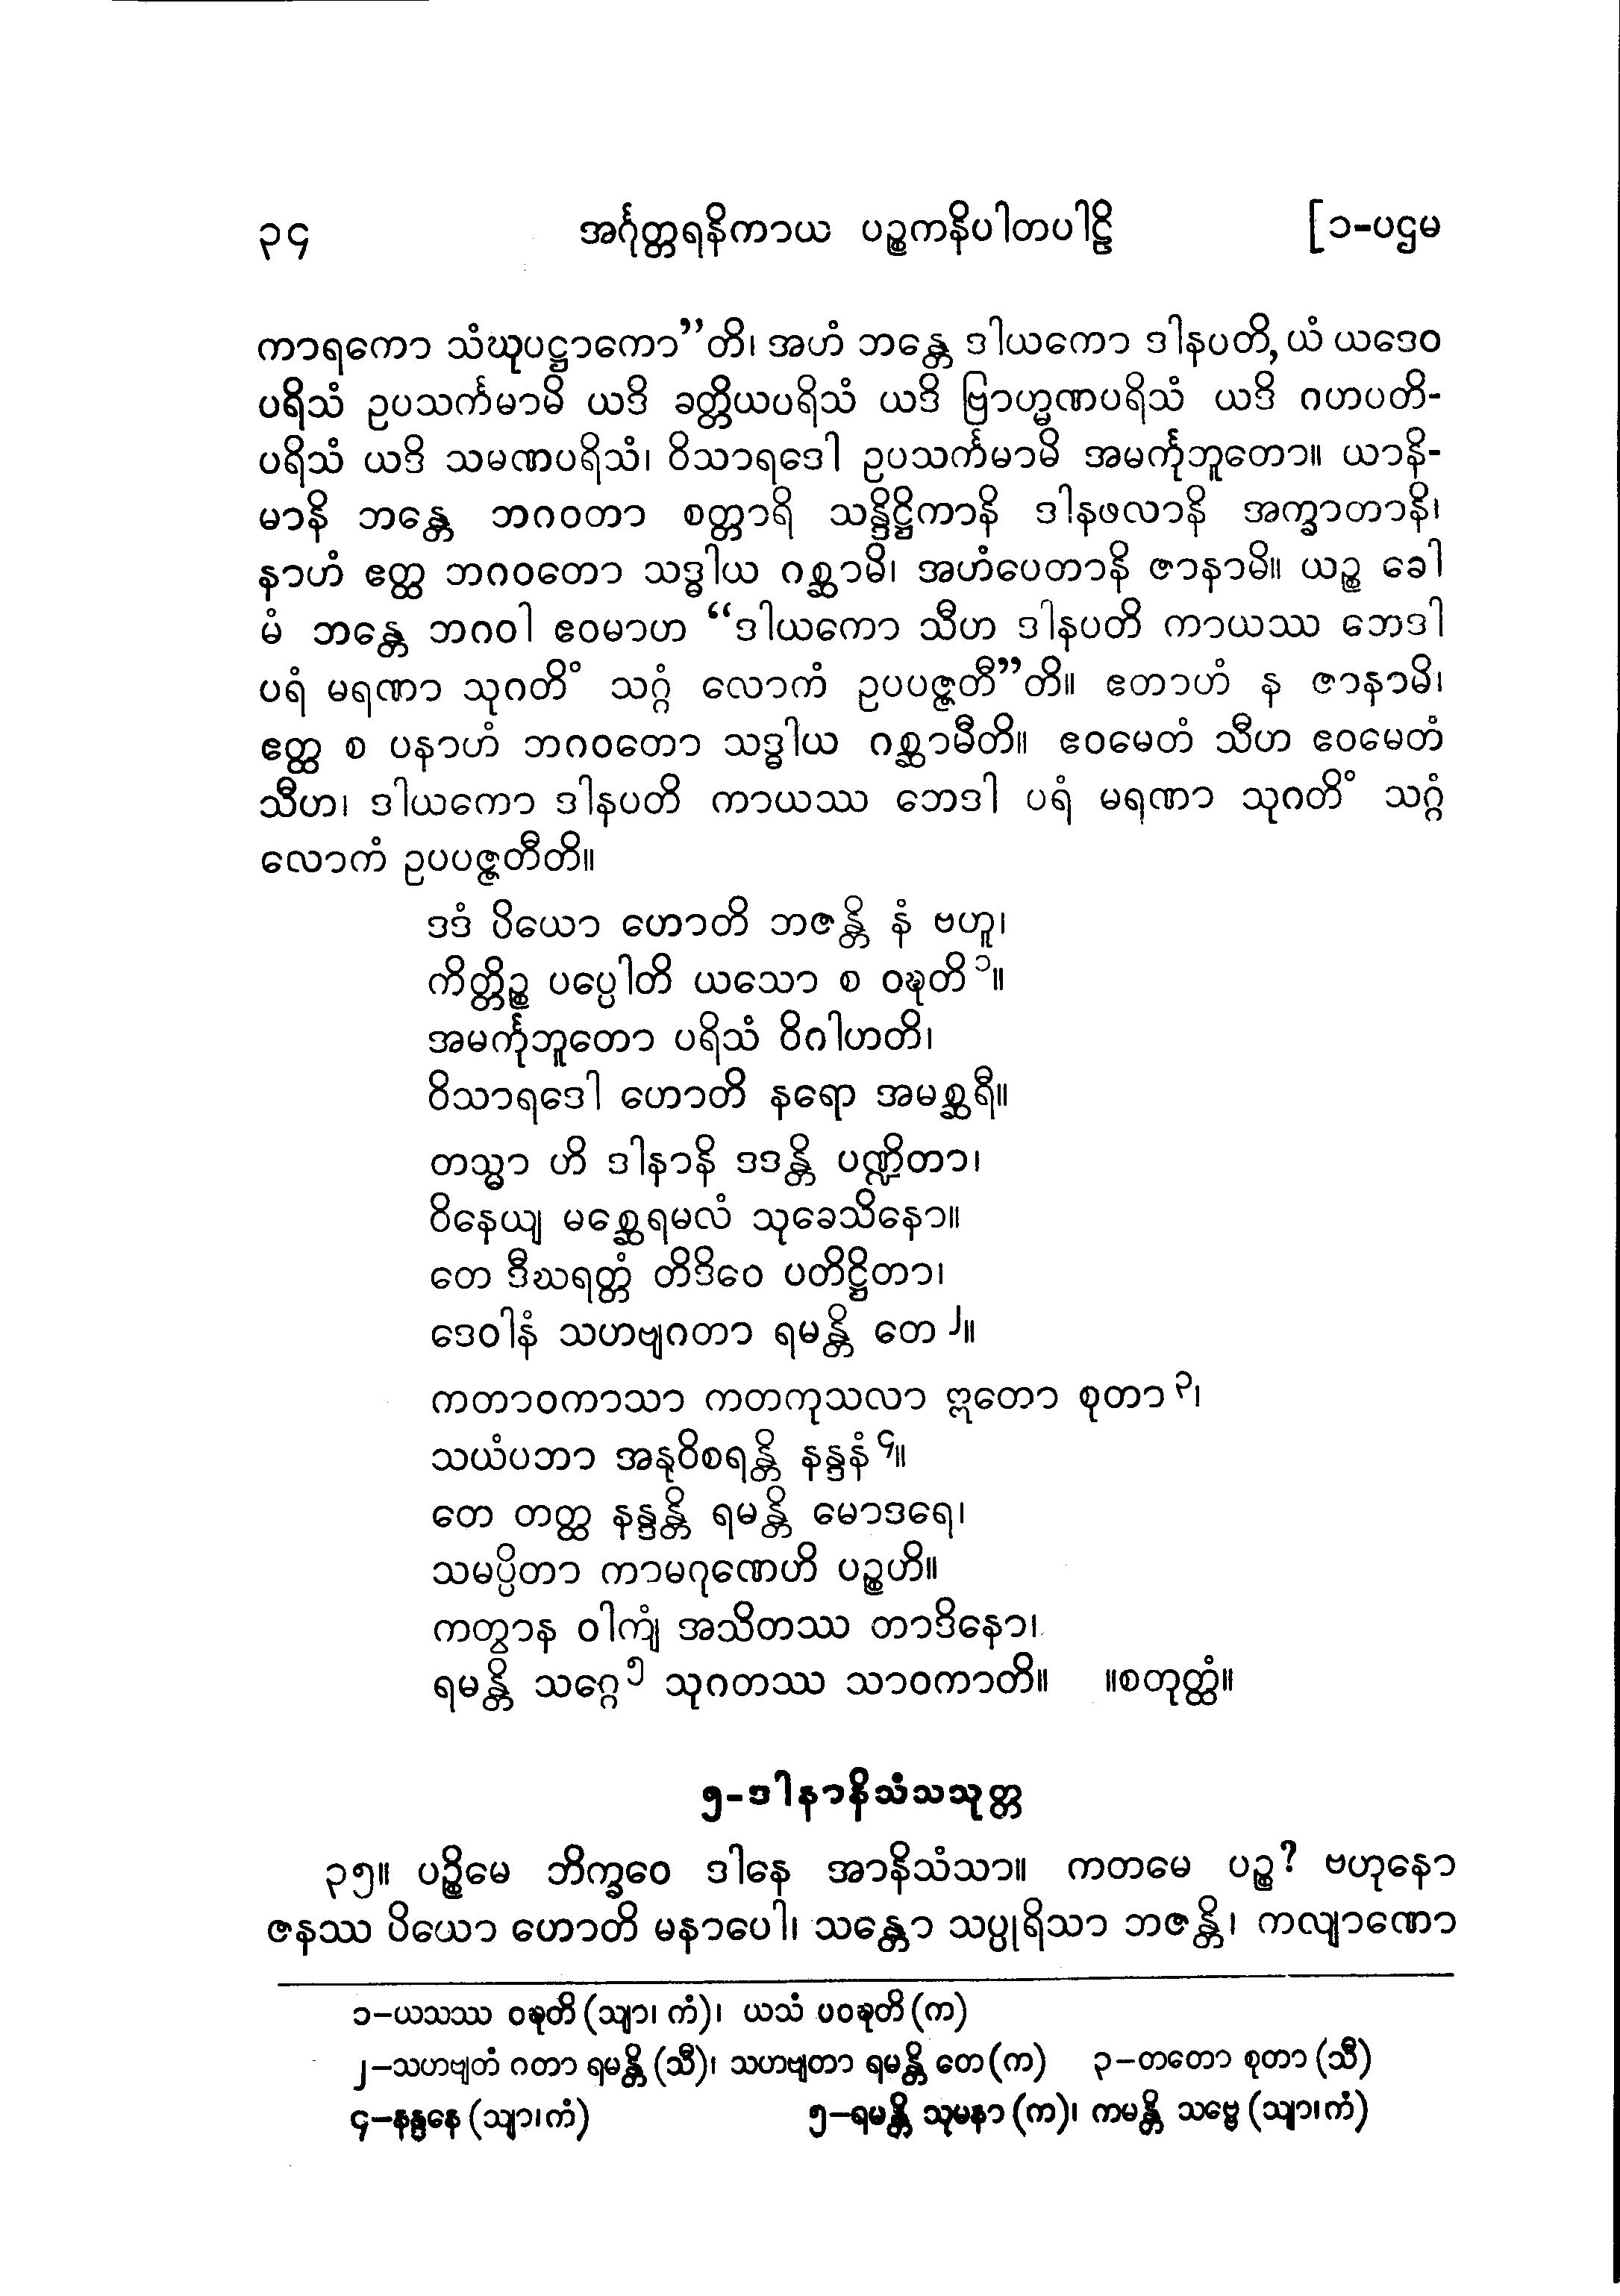 ၃၄ အင်္ဂုတ္တရနိကာယ ပဉ္စကနိပါတပါဠိ [၁-ပဌမ
ကာရကော သံဃုပဋ္ဌာကော”တိ၊ အဟံ ဘန္တေ ဒါယကော ဒါနပတိ, ယံ ယဒေဝ
ပရိသံ ဥပသင်္ကမာမိ ယဒိ ခတ္တိယပရိသံ ယဒိ ဗြာဟ္မဏပရိသံ ယဒိ ဂဟပတိ-
ပရိသံ ယဒိ သမဏပရိသံ၊ ဝိသာရဒေါ ဥပသင်္ကမာမိ အမင်္ကုဘူတော။ ယာနိ-
မာနိ ဘန္တေ ဘဂဝတာ စတ္တာရိ သန္ဒိဋ္ဌိကာနိ ဒါနဖလာနိ အက္ခာတာနိ၊
နာဟံ ဧတ္ထ ဘဂဝတော သဒ္ဓါယ ဂစ္ဆာမိ၊ အဟံပေတာနိ ဇာနာမိ။ ယဉ္စ ခေါ
မံ ဘန္တေ ဘဂဝါ ဧဝမာဟ “ဒါယကော သီဟ ဒါနပတိ ကာယဿ ဘေဒါ
ပရံ မရဏာ သုဂတိံ သဂ္ဂံ လောကံ ဥပပဇ္ဇတီ”တိ။ ဧတာဟံ န ဇာနာမိ၊
ဧတ္ထ စ ပနာဟံ ဘဂဝတော သဒ္ဓါယ ဂစ္ဆာမီတိ။ ဧဝမေတံ သီဟ ဧဝမေတံ
သီဟ၊ ဒါယကော ဒါနပတိ ကာယဿ ဘေဒါ ပရံ မရဏာ သုဂတိံ သဂ္ဂံ
လောကံ ဥပပဇ္ဇတီတိ။
ဒဒံ ပိယော ဟောတိ ဘဇန္တိ နံ ဗဟူ၊
ကိတ္တိဉ္စ ပပ္ပေါတိ ယသော စ ဝဍ္ဎတိ ၁။
အမင်္ကုဘူတော ပရိသံ ဝိဂါဟတိ၊
ဝိသာရဒေါ ဟောတိ နရော အမစ္ဆရီ။
တသ္မာ ဟိ ဒါနာနိ ဒဒန္တိ ပဏ္ဍိတာ၊
ဝိနေယျ မစ္ဆေရမလံ သုခေသိနော။
တေ ဒီဃရတ္တံ တိဒိဝေ ပတိဋ္ဌိတာ၊
ဒေဝါနံ သဟဗျဂတာ ရမန္တိ တေ ၂။
ကတာဝကာသာ ကတကုသလာ ဣတော စုတာ ၃၊
သယံပဘာ အနုဝိစရန္တိ နန္ဒနံ ၄။
တေ တတ္ထ နန္ဒန္တိ ရမန္တိ မောဒရေ၊
သမပ္ပိတာ ကာမဂုဏေဟိ ပဉ္စဟိ။
ကတွာန ဝါကျံ အသိတဿ တာဒိနော၊
ရမန္တိ သဂ္ဂေ ၅ သုဂတဿ သာဝကာတိ။ ။စတုတ္ထံ။
၅-ဒါနာနိသံသသုတ္တ
၃၅။ ပဉ္စိမေ ဘိက္ခဝေ ဒါနေ အာနိသံသာ။ ကတမေ ပဉ္စ? ဗဟုနော
ဇနဿ ပိယော ဟောတိ မနာပေါ၊ သန္တော သပ္ပုရိသာ ဘဇန္တိ၊ ကလျာဏော
၁–ယသဿ ဝဍ္ဎတိ (သျာ၊ ကံ)၊ ယသံ ပဝဍ္ဎတိ (က)
၂–သဟဗျတံ ဂတာ ရမန္တိ (သီ)၊ သဟဗျတာ ရမန္တိ တေ (က) ၃–တတော စုတာ (သီ)
၄–နန္ဒနေ (သျာ၊ကံ) ၅–ရမန္တိ သုမနာ (က)၊ ကမန္တိ သဗ္ဗေ (သျာ၊ကံ)